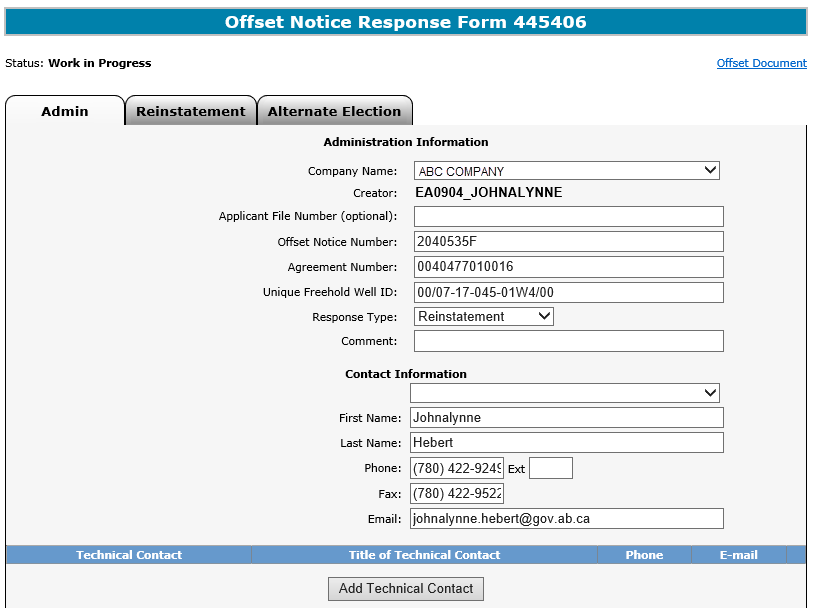 Offset Notice Response Form 445406
Status: Work in Progress Offset Document
Admin Reinstatement Alternate Election
Administration Information
Company Name: ABC COMPANY
Creator: EA0904_JOHNALYNNE
Applicant File Number (optional):
Offset Notice Number: 2040535F
Agreement Number: 0040477010016
Unique Freehold Well ID: 00/07-17-045-01W4/00
Response Type: Reinstatement
Comment:
Contact Information
First Name: Johnalynne
Last Name: Hebert
Phone: (780) 422-9249 Ext
Fax: (780) 422-9522
Email: johnalynne.hebert@gov.ab.ca
Technical Contact Title of Technical Contact Phone E-mail
Add Technical Contact